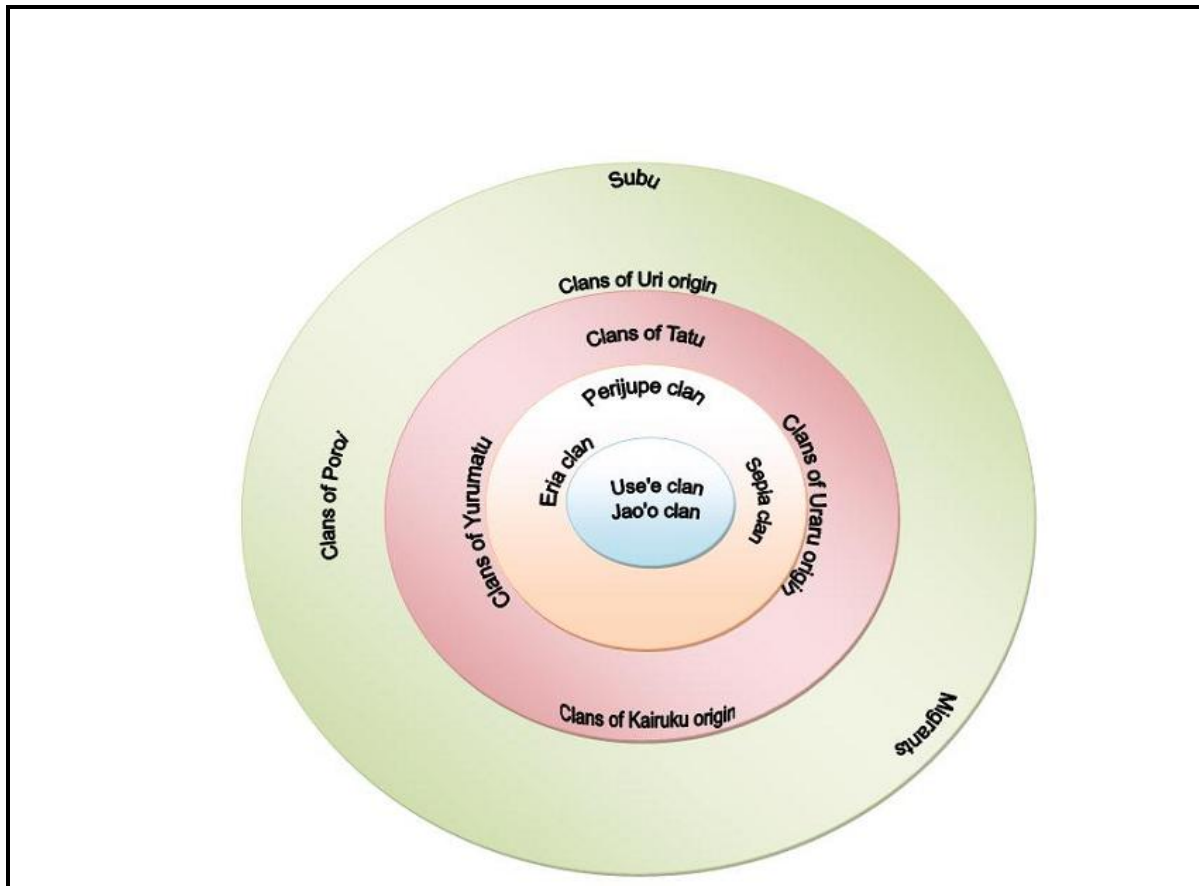 Subu
Clans of Uri origin
Clans of Tatu
Perijupe clan
Clans of Poro/
Clans of Yurumatu
Eria clan
Use'e clan
Jao'o clan
Sepia clan
Clans of Uraru origin
Clans of Kairuku origin
Migrants